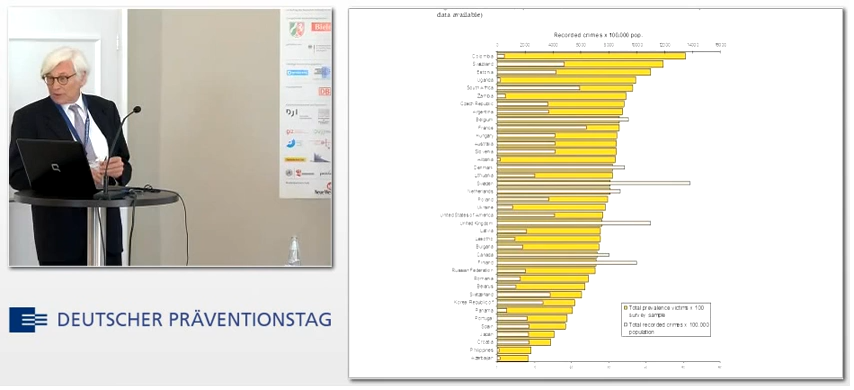 data available)
Recorded crimes x 100.000 pop.
Colombia
Swaziland
Estonia
Uganda
South Africa
Zambia
Czech Republic
Argentina
Belgium
France
Hungary
Australia
Slovenia
Albania
Denmark
Lithuania
Sweden
Netherlands
Poland
Ukraine
United States of America
United Kingdom
Latvia
Lesotho
Bulgaria
Canada
Finland
Russian Federation
Romania
Belarus
Switzerland
Korea, Republic of
Panama
Portugal
Spain
Japan
Croatia
Philippines
Azerbaijan
Total prevalence victims x 100
survey sample
Total recorded crimes x 100.000
population
DEUTSCHER PRÄVENTIONSTAG